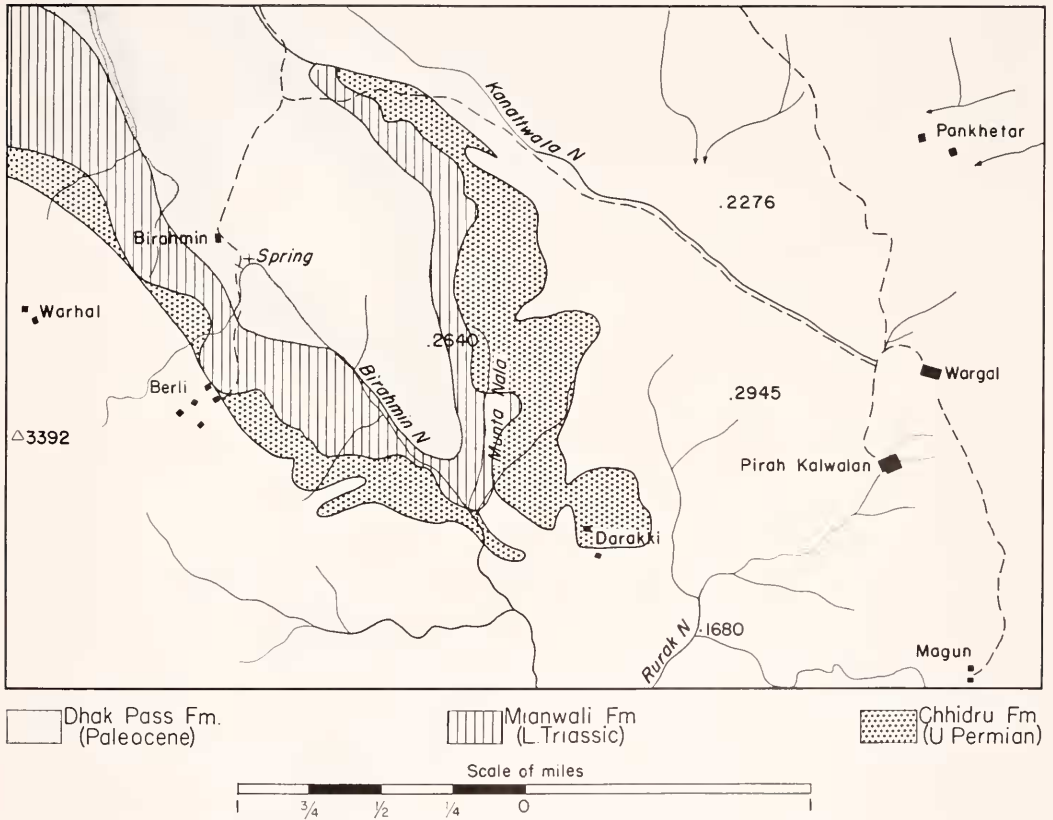 Kanattwala N
Pankhetar
.2276
Birahmin
Spring
Warhal
.2640
Berli
Birahmin N
Munta Nala
.2945
Wargal
△3392
Pirah Kalwalan
Darakki
Rurak N
.1680
Magun
Dhak Pass Fm.
(Paleocene)
Mianwali Fm
(L.Triassic)
Chhidru Fm
(U Permian)
Scale of miles
1 3/4 1/2 1/4 0 1